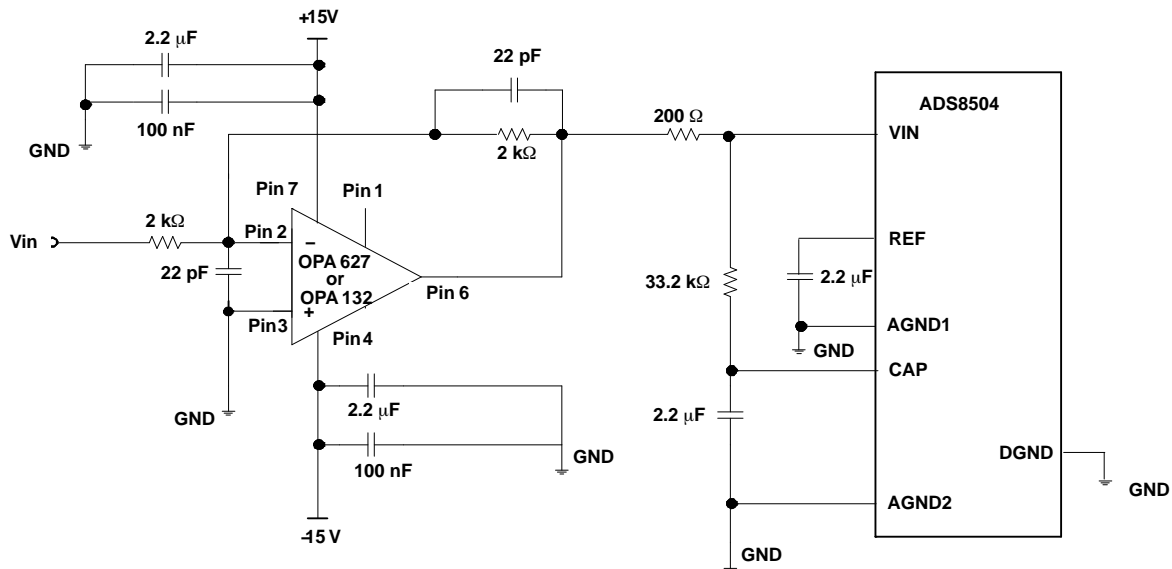 +15V
2.2 μF
22 pF
ADS8504
100 nF
200 Ω
GND
2 kΩ
VIN
Pin 7
Pin 1
2 kΩ
Vin
Pin 2
−
REF
22 pF
OPA 627
or
OPA 132
Pin 6
33.2 kΩ
2.2 μF
Pin3
+
Pin4
AGND1
GND
CAP
GND
2.2 μF
2.2 μF
100 nF
GND
DGND
GND
AGND2
-15 V
GND